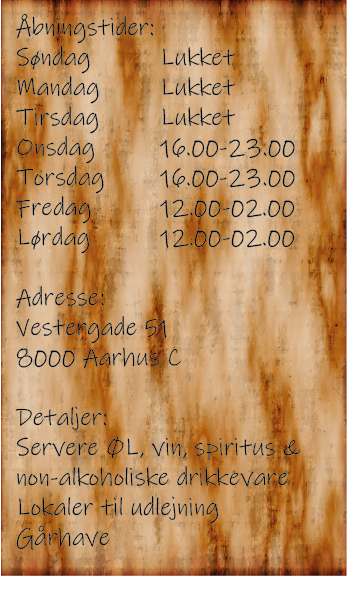 Åbningstider:
Søndag Lukket
Mandag Lukket
Tirsdag Lukket
Onsdag 16.00-23.00
Torsdag 16.00-23.00
Fredag 12.00-02.00
Lørdag 12.00-02.00
Adresse:
Vestergade 51
8000 Aarhus C
Detaljer:
Servere ØL, vin, spiritus &
non-alkoholiske drikkevare
Lokaler til udlejning
Gårhave